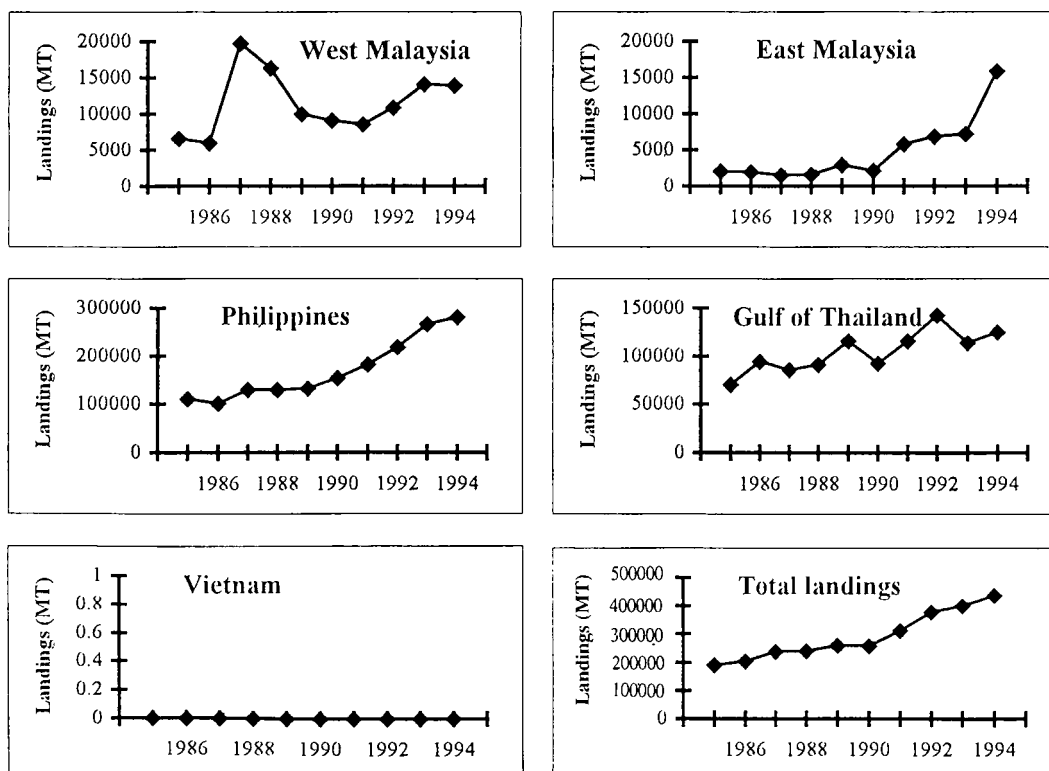 West Malaysia
Landings (MT)
20000
15000
10000
5000
0
1986 1988 1990 1992 1994
East Malaysia
Landings (MT)
20000
15000
10000
5000
0
1986 1988 1990 1992 1994
Philippines
Landings (MT)
300000
200000
100000
0
1986 1988 1990 1992 1994
Gulf of Thailand
Landings (MT)
150000
100000
50000
0
1986 1988 1990 1992 1994
Vietnam
Landings (MT)
1
0.8
0.6
0.4
0.2
0
1986 1988 1990 1992 1994
Total landings
Landings (MT)
500000
400000
300000
200000
100000
0
1986 1988 1990 1992 1994